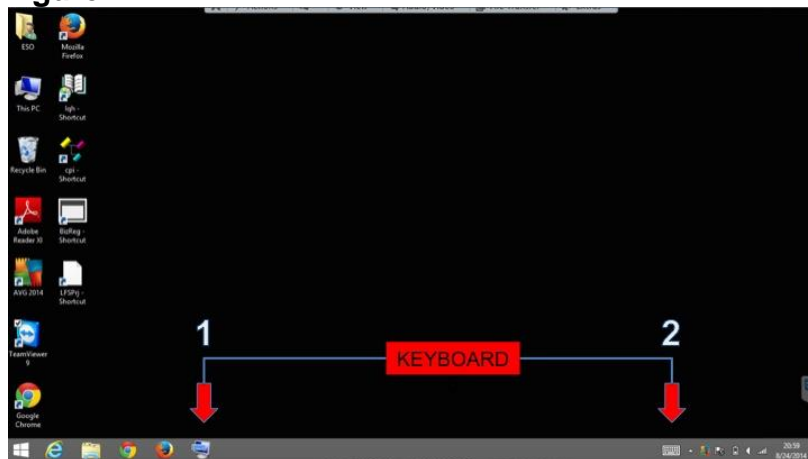 ESO
Mozilla
Firefox
This PC
lqh -
Shortcut
Recycle Bin
cpi -
Shortcut
Adobe
Reader XI
BizReg -
Shortcut
AVG 2014
LFSPrj -
Shortcut
TeamViewer
9
Google
Chrome
1
2
KEYBOARD
20:59
8/24/2014